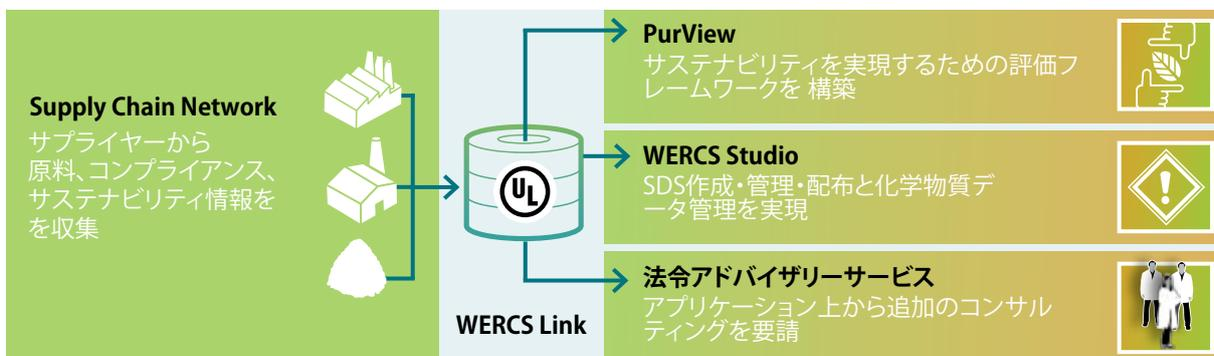 Supply Chain Network
サプライヤーから
原料、コンプライアンス、
サステナビリティ情報を
を収集
UL
WERCS Link
PurView
サステナビリティを実現するための評価フ
レームワークを 構築
WERCS Studio
SDS作成・管理・配布と化学物質デ
ータ管理を実現
法令アドバイザリーサービス
アプリケーション上から追加のコンサル
ティングを要請